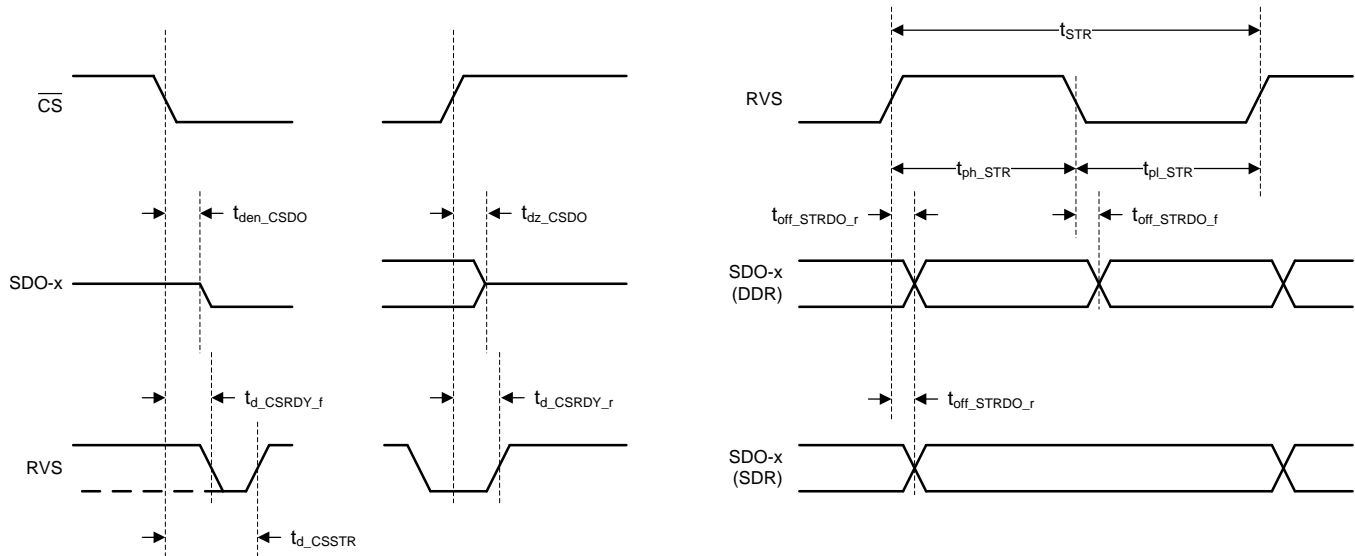 t_STR
CS
RVS
t_ph_STR
t_pl_STR
t_den_CSDO
t_dz_CSDO
t_off_STRDO_r
t_off_STRDO_f
SDO-x
SDO-x
(DDR)
t_d_CSRDY_f
t_d_CSRDY_r
t_off_STRDO_r
RVS
SDO-x
(SDR)
t_d_CSSTR